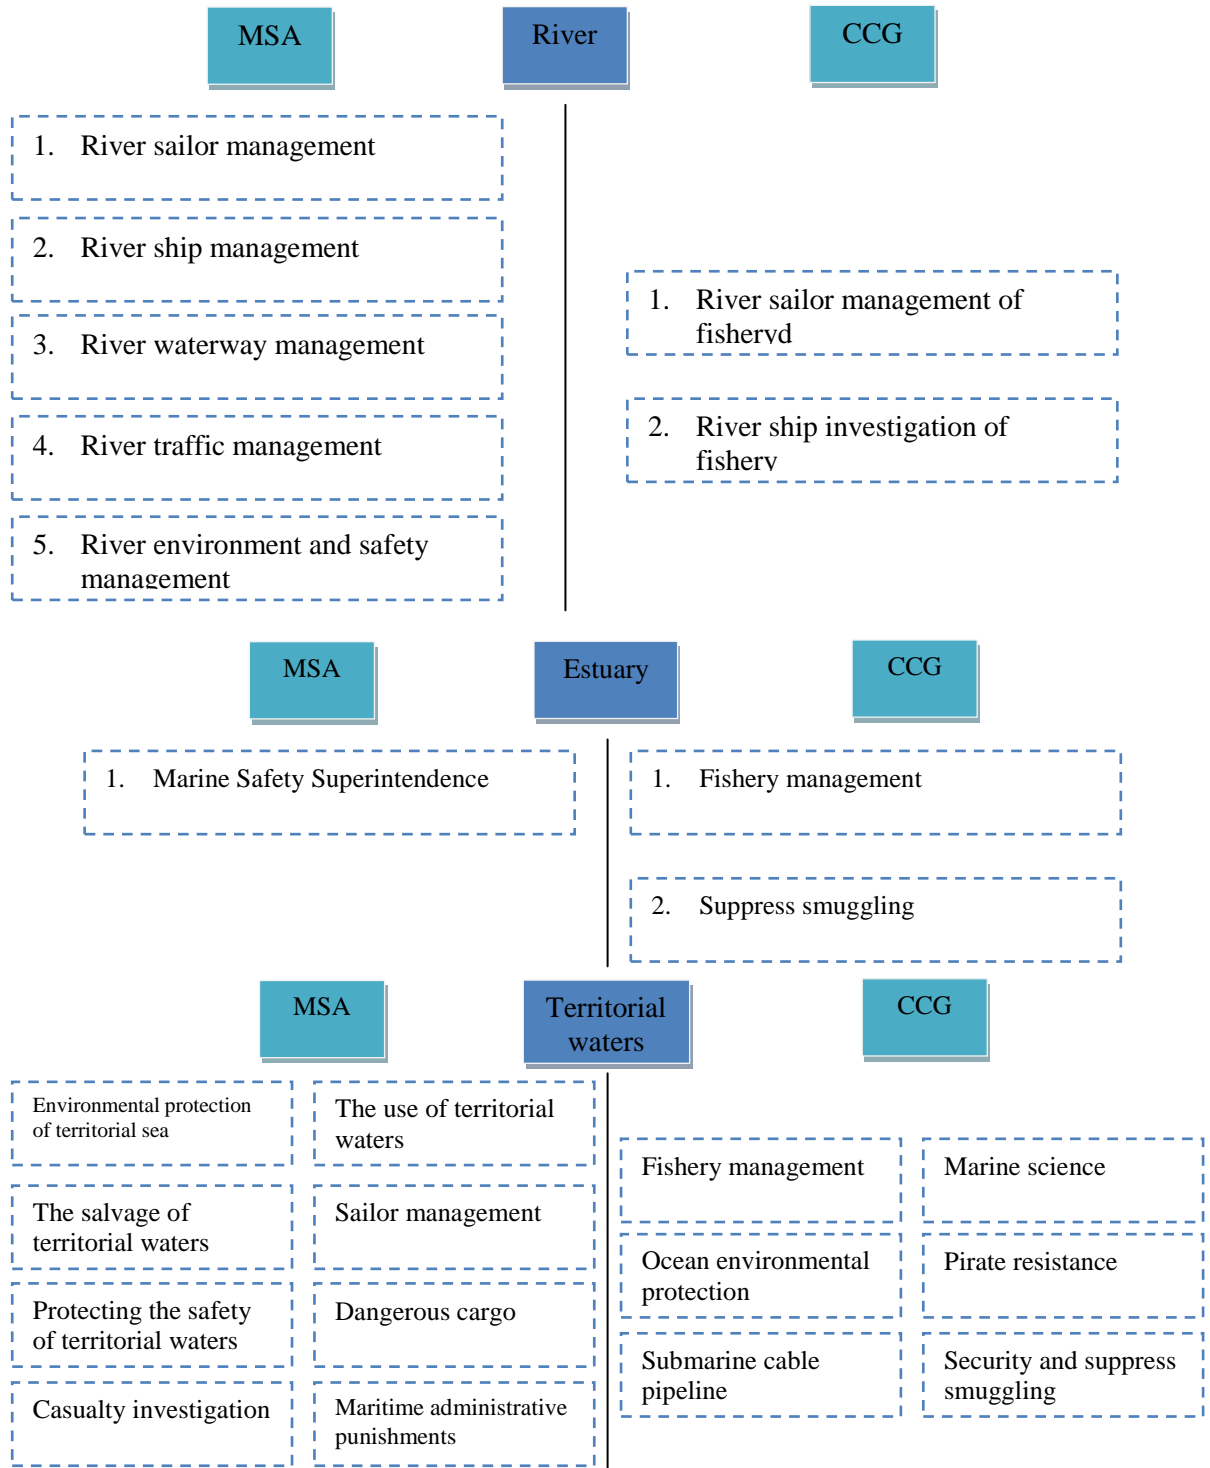 MSA
River
CCG
1. River sailor management
2. River ship management
3. River waterway management
4. River traffic management
5. River environment and safety
management
1. River sailor management of
fisheryd
2. River ship investigation of
fishery
MSA
Estuary
CCG
1. Marine Safety Superintendence
1. Fishery management
2. Suppress smuggling
MSA
Territorial
waters
CCG
Environmental protection
of territorial sea
The use of territorial
waters
The salvage of
territorial waters
Sailor management
Protecting the safety
of territorial waters
Dangerous cargo
Casualty investigation
Maritime administrative
punishments
Fishery management
Marine science
Ocean environmental
protection
Pirate resistance
Submarine cable
pipeline
Security and suppress
smuggling